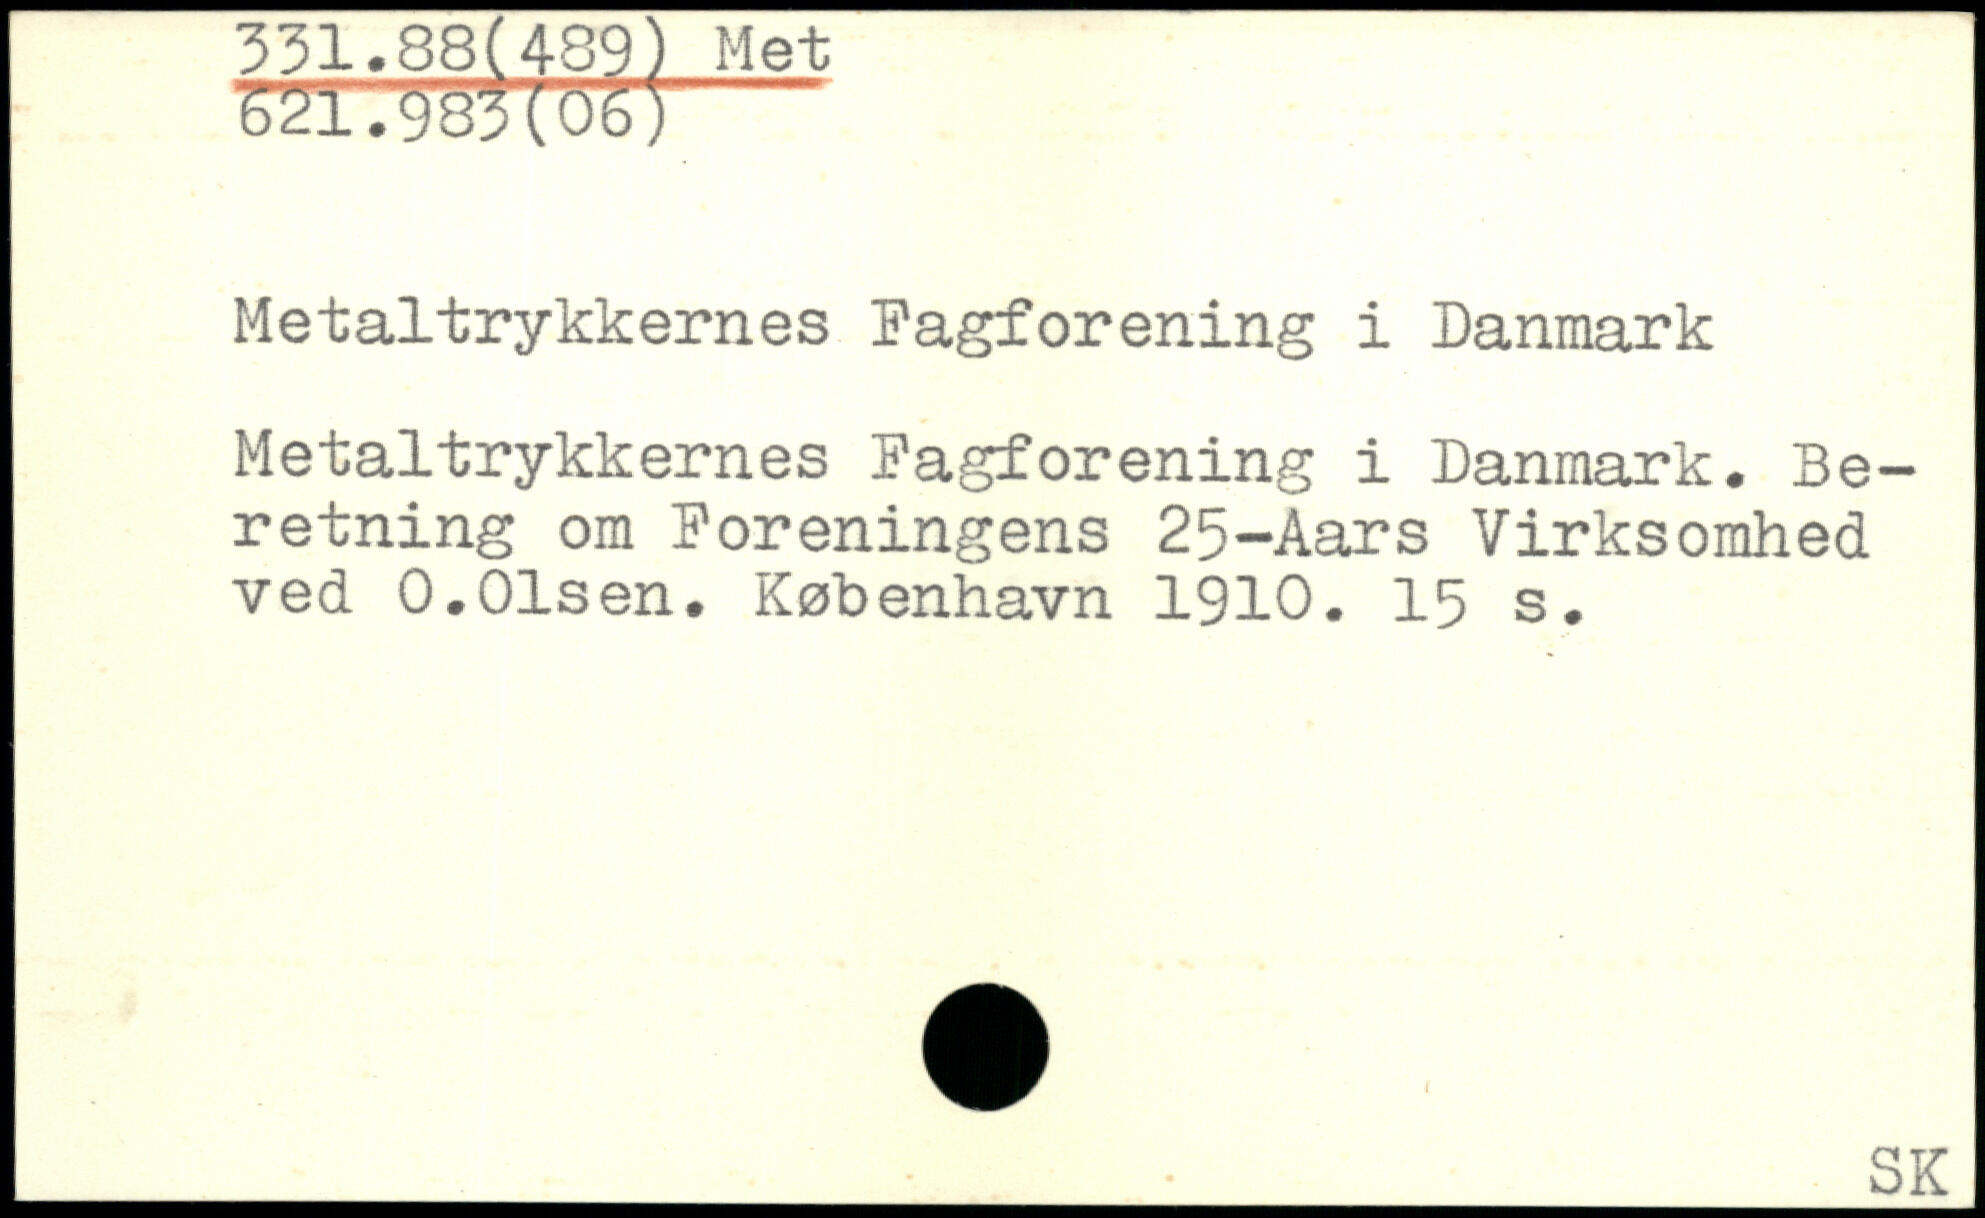 331.88(489) Met
621.983(06)
Metaltrykkernes Fagforening i Danmark
Metaltrykkernes Fagforening i Danmark. Be-
retning om Foreningens 25-Aars Virksomhed
ved O.Olsen. København 1910. 15 s.
SK